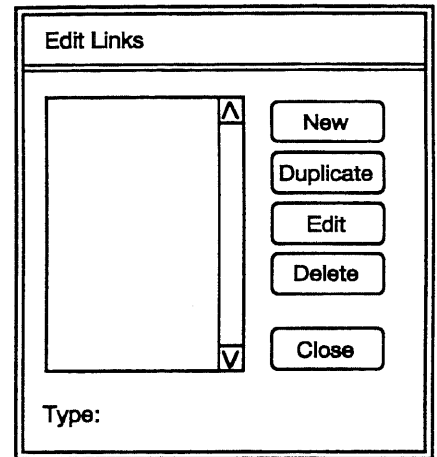 Edit Links
New
Duplicate
Edit
Delete
Close
Type: